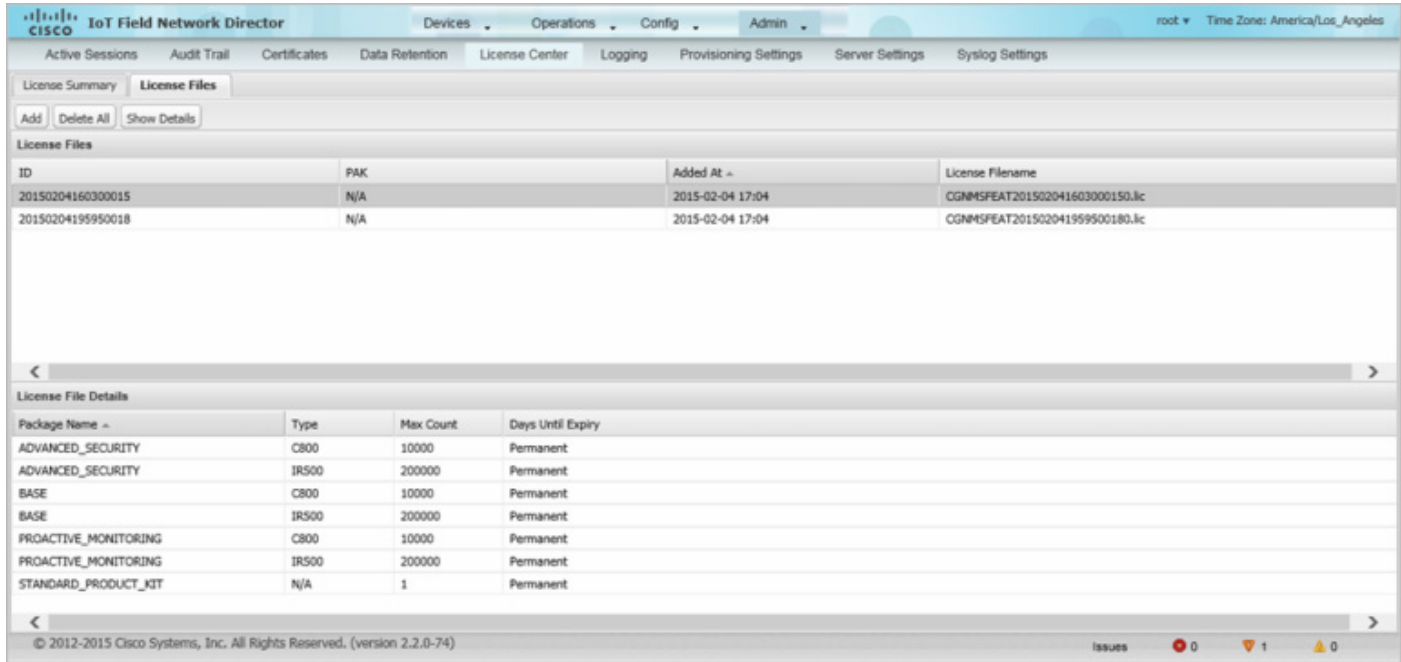 CISCO IoT Field Network Director Devices Operations Config Admin root Time Zone: America/Los_Angeles
Active Sessions Audit Trail Certificates Data Retention License Center Logging Provisioning Settings Server Settings Syslog Settings
License Summary License Files
Add Delete All Show Details
License Files
ID PAK Added At License Filename
20150204160300015 N/A 2015-02-04 17:04 CGNMSFEAT201502041603000150.lic
20150204195950018 N/A 2015-02-04 17:04 CGNMSFEAT201502041959500180.lic
License File Details
Package Name Type Max Count Days Until Expiry
ADVANCED_SECURITY C800 10000 Permanent
ADVANCED_SECURITY IR500 200000 Permanent
BASE C800 10000 Permanent
BASE IR500 200000 Permanent
PROACTIVE_MONITORING C800 10000 Permanent
PROACTIVE_MONITORING IR500 200000 Permanent
STANDARD_PRODUCT_KIT N/A 1 Permanent
© 2012-2015 Cisco Systems, Inc. All Rights Reserved. (version 2.2.0-74) Issues 0 1 0